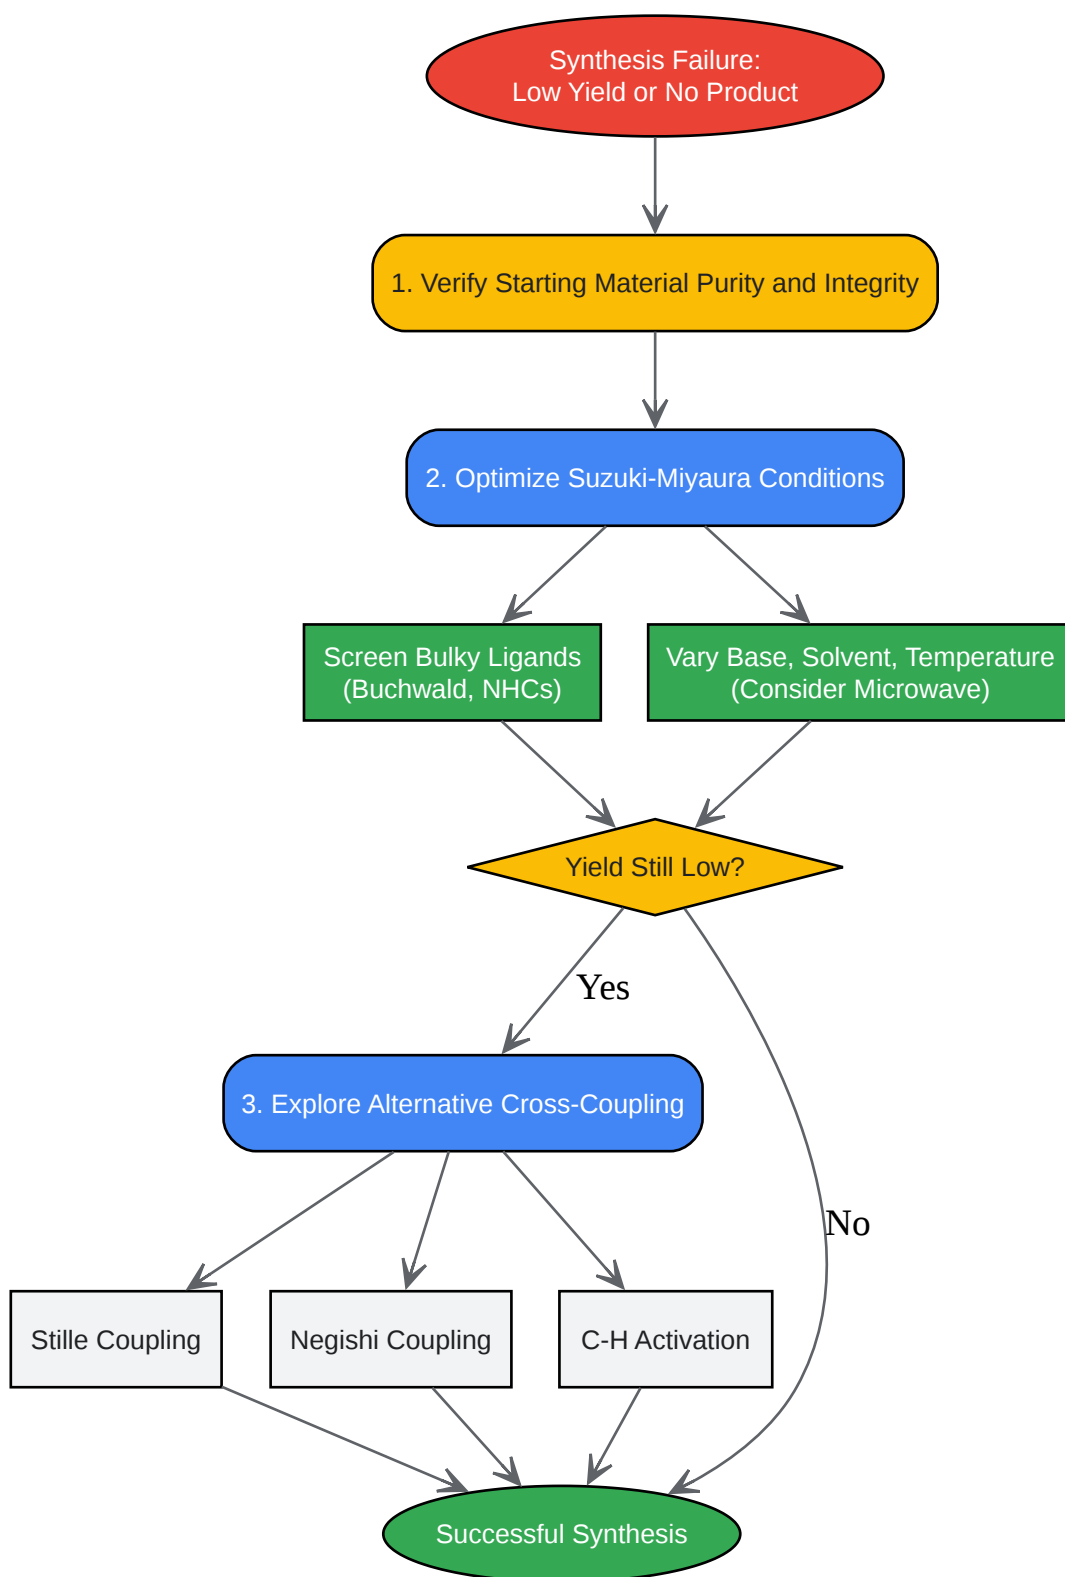 Synthesis Failure:
Low Yield or No Product
1. Verify Starting Material Purity and Integrity
2. Optimize Suzuki-Miyaura Conditions
Screen Bulky Ligands
(Buchwald, NHCs)
Vary Base, Solvent, Temperature
(Consider Microwave)
Yield Still Low?
Yes
3. Explore Alternative Cross-Coupling
No
Stille Coupling
Negishi Coupling
C-H Activation
Successful Synthesis